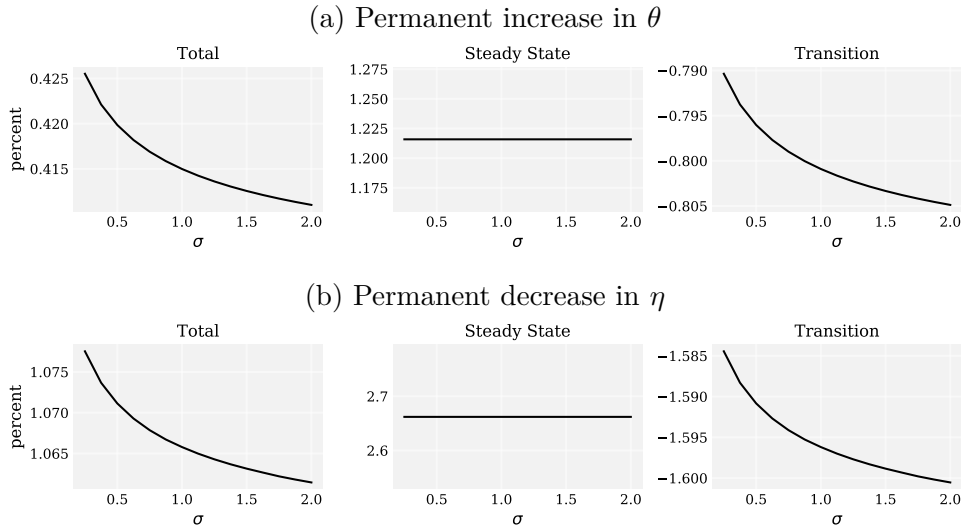 (a) Permanent increase in θ
Total
Steady State
Transition
percent
0.425
0.420
0.415
0.5
1.0
1.5
2.0
σ
1.275
1.250
1.225
1.200
1.175
0.5
1.0
1.5
2.0
σ
−0.790
−0.795
−0.800
−0.805
0.5
1.0
1.5
2.0
σ
(b) Permanent decrease in η
Total
Steady State
Transition
percent
1.075
1.070
1.065
0.5
1.0
1.5
2.0
σ
2.7
2.6
0.5
1.0
1.5
2.0
σ
−1.585
−1.590
−1.595
−1.600
0.5
1.0
1.5
2.0
σ